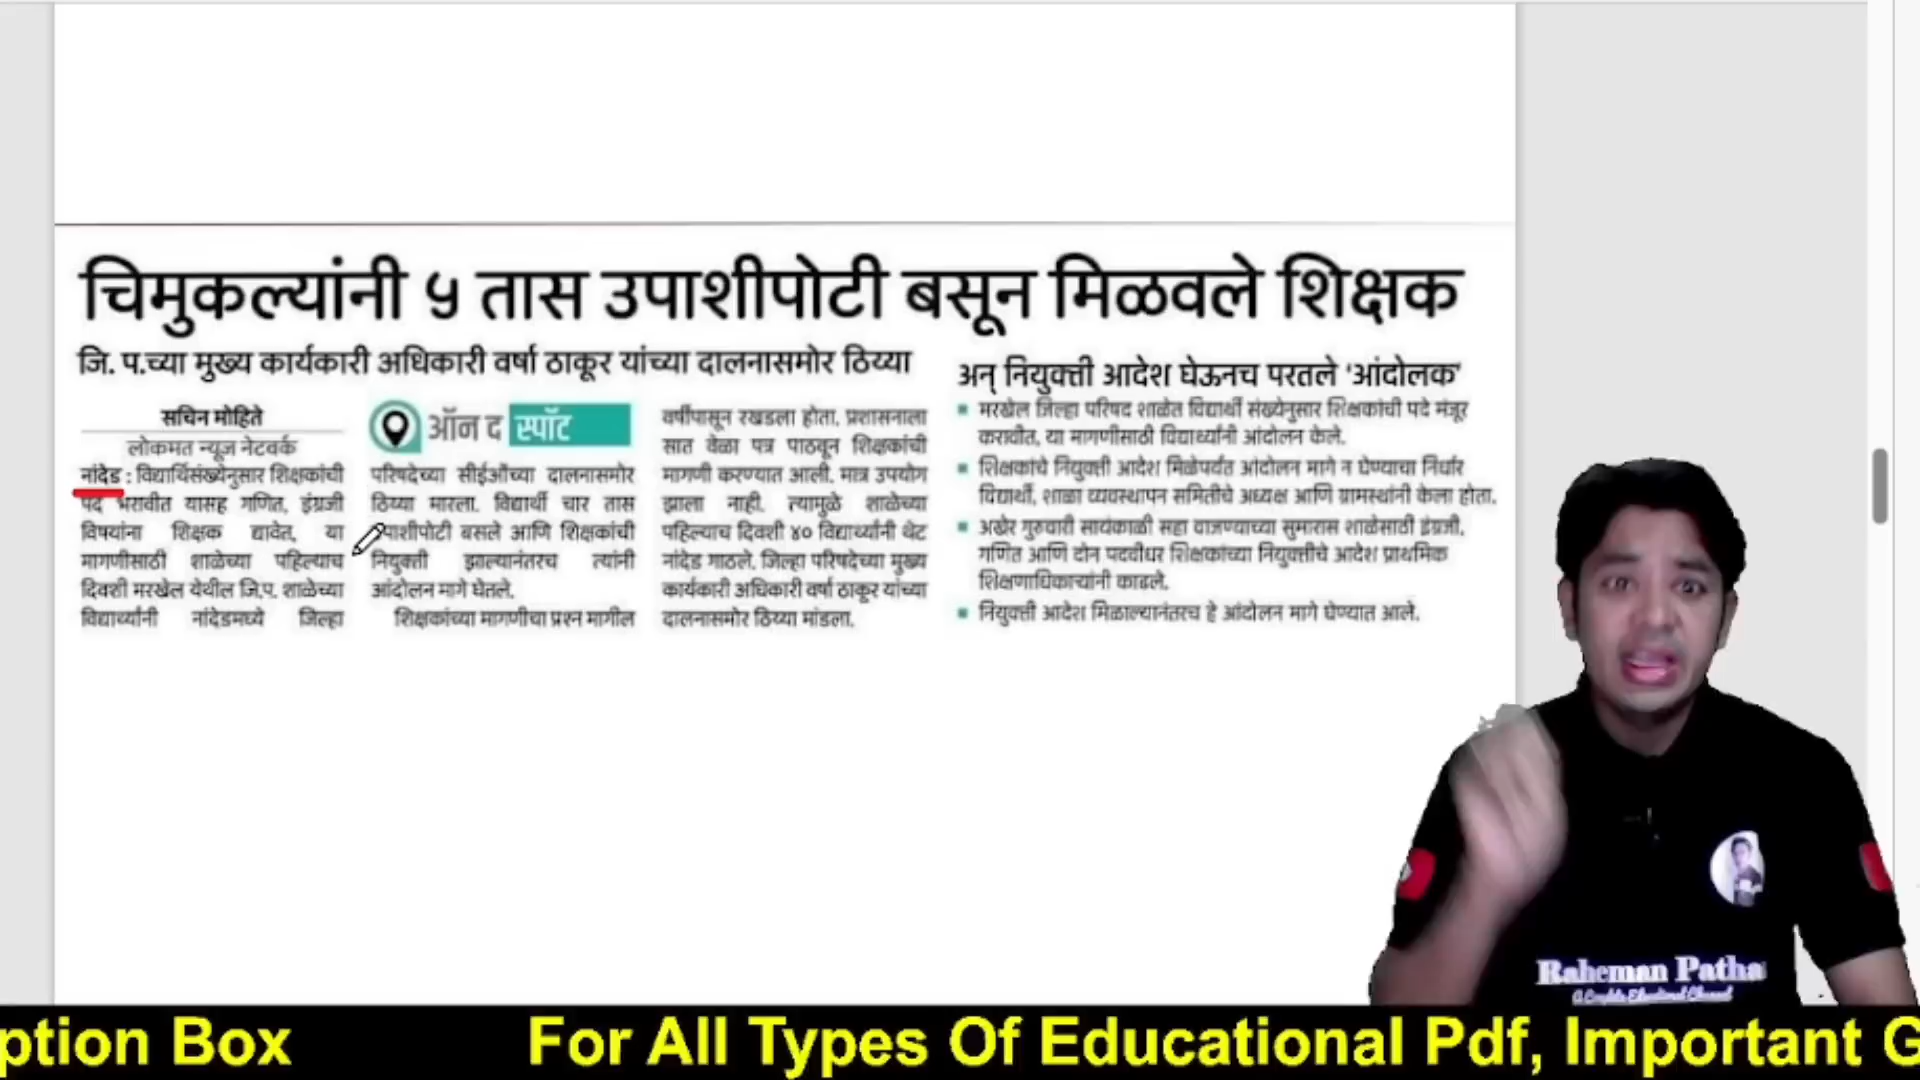 चिमुकल्यांनी ५ तास उपाशीपोटी बसून मिळवले शिक्षक
जि. प.च्या मुख्य कार्यकारी अधिकारी वर्षा ठाकूर यांच्या दालनासमोर ठिय्या
सचिन मोहिते
लोकमत न्यूज नेटवर्क
नांदेड : विद्यार्थिसंख्येनुसार शिक्षकांची
पदे भरावीत यासह गणित, इंग्रजी
विषयांना शिक्षक द्यावेत, या
मागणीसाठी शाळेच्या पहिल्याच
दिवशी मरखेल येथील जि.प. शाळेच्या
विद्यार्थ्यांनी नांदेडमध्ये जिल्हा
ऑन द स्पॉट
परिषदेच्या सीईओंच्या दालनासमोर
ठिय्या मारला. विद्यार्थी चार तास
पाशीपोटी बसले आणि शिक्षकांची
नियुक्ती झाल्यानंतरच त्यांनी
आंदोलन मागे घेतले.
शिक्षकांच्या मागणीचा प्रश्न मागील
वर्षीपासून रखडला होता. प्रशासनाला
सात वेळा पत्र पाठवून शिक्षकांची
मागणी करण्यात आली. मात्र उपयोग
झाला नाही. त्यामुळे शाळेच्या
पहिल्याच दिवशी ४० विद्यार्थ्यांनी थेट
नांदेड गाठले. जिल्हा परिषदेच्या मुख्य
कार्यकारी अधिकारी वर्षा ठाकूर यांच्या
दालनासमोर ठिय्या मांडला.
अन् नियुक्ती आदेश घेऊनच परतले ‘आंदोलक’
मरखेल जिल्हा परिषद शाळेत विद्यार्थी संख्येनुसार शिक्षकांची पदे मंजूर
करावीत, या मागणीसाठी विद्यार्थ्यांनी आंदोलन केले.
शिक्षकांचे नियुक्ती आदेश मिळेपर्यंत आंदोलन मागे न घेण्याचा निर्धार
विद्यार्थी, शाळा व्यवस्थापन समितीचे अध्यक्ष आणि ग्रामस्थांनी केला होता.
अखेर गुरुवारी सायंकाळी सहा वाजण्याच्या सुमारास शाळेसाठी इंग्रजी,
गणित आणि दोन पदवीधर शिक्षकांच्या नियुक्तीचे आदेश प्राथमिक
शिक्षणाधिकाऱ्यांनी काढले.
नियुक्ती आदेश मिळाल्यानंतरच हे आंदोलन मागे घेण्यात आले.
Raheman Patha
A Complete Educational Channel
ption Box For All Types Of Educational Pdf, Important G